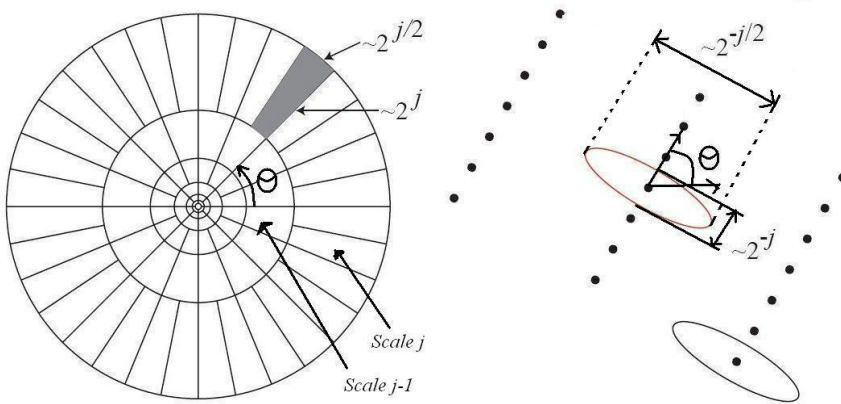 ~2^{j/2}
~2^{j}
Θ
Scale j
Scale j-1
~2^{-j/2}
Θ
~2^{-j}